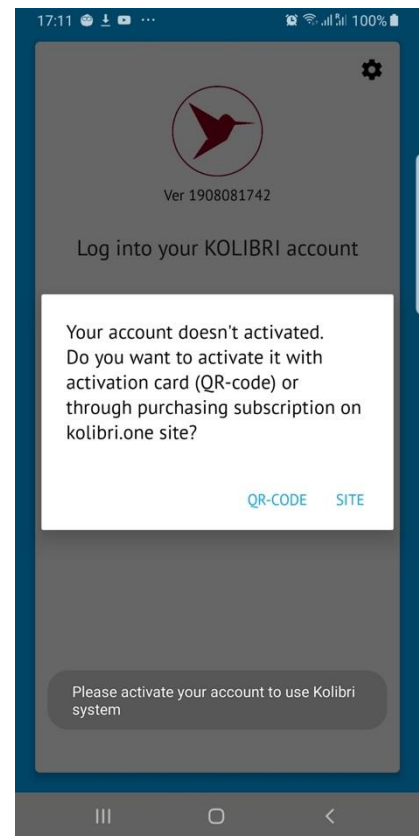 17:11 ... 100%
Ver 1908081742
Log into your KOLIBRI account
Your account doesn't activated.
Do you want to activate it with
activation card (QR-code) or
through purchasing subscription on
kolibri.one site?
QR-CODE SITE
Please activate your account to use Kolibri
system